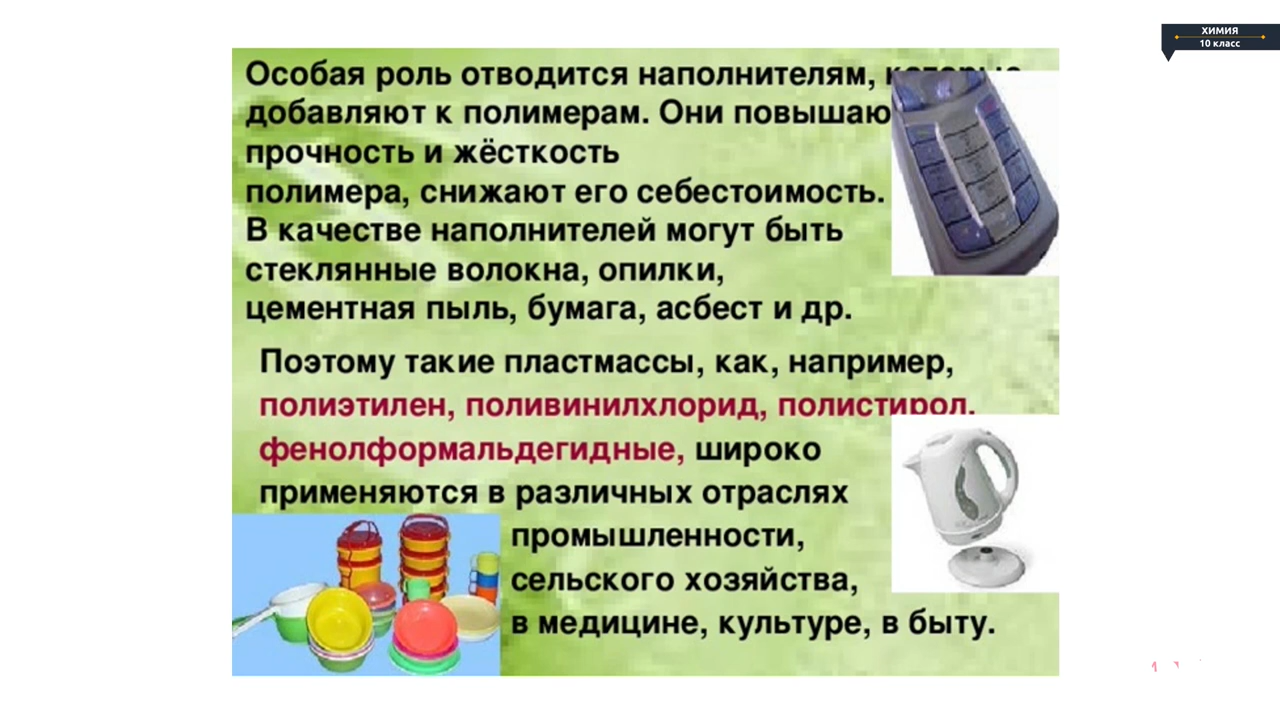 ХИМИЯ
10 класс
Особая роль отводится наполнителям,
добавляют к полимерам. Они повышаю
прочность и жёсткость
полимера, снижают его себестоимость.
В качестве наполнителей могут быть
стеклянные волокна, опилки,
цементная пыль, бумага, асбест и др.
Поэтому такие пластмассы, как, например,
полиэтилен, поливинилхлорид, полистирол,
фенолформальдегидные, широко
применяются в различных отраслях
промышленности,
сельского хозяйства,
в медицине, культуре, в быту.